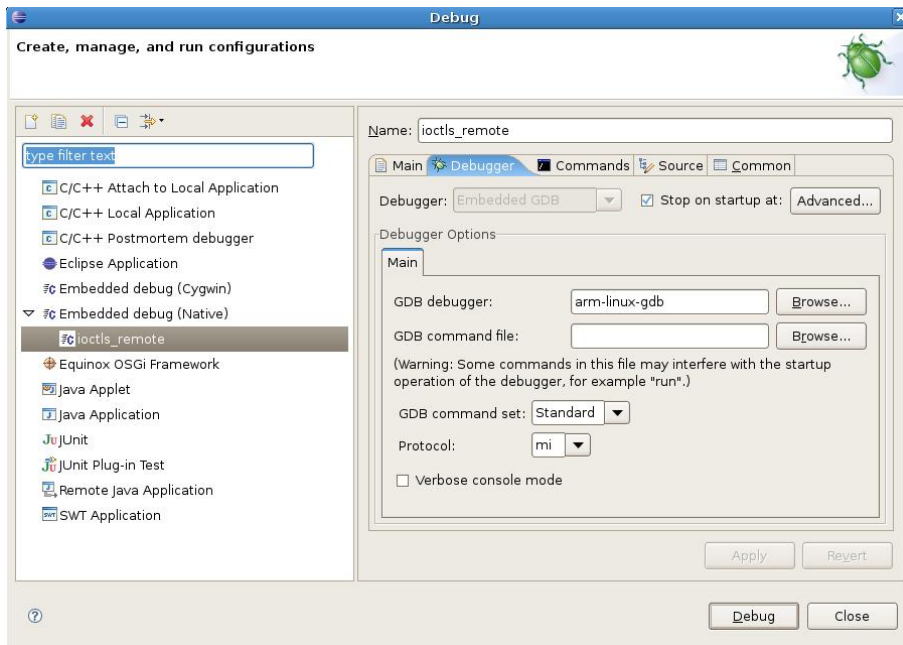 Debug
Create, manage, and run configurations
type filter text
C/C++ Attach to Local Application
C/C++ Local Application
C/C++ Postmortem debugger
Eclipse Application
Embedded debug (Cygwin)
Embedded debug (Native)
ioctls_remote
Equinox OSGi Framework
Java Applet
Java Application
JUnit
JUnit Plug-in Test
Remote Java Application
SWT Application
Name: ioctls_remote
Main Debugger Commands Source Common
Debugger: Embedded GDB Stop on startup at: Advanced...
Debugger Options
Main
GDB debugger: arm-linux-gdb Browse...
GDB command file: Browse...
(Warning: Some commands in this file may interfere with the startup
operation of the debugger, for example "run".)
GDB command set: Standard
Protocol: mi
Verbose console mode
Apply Revert
Debug Close